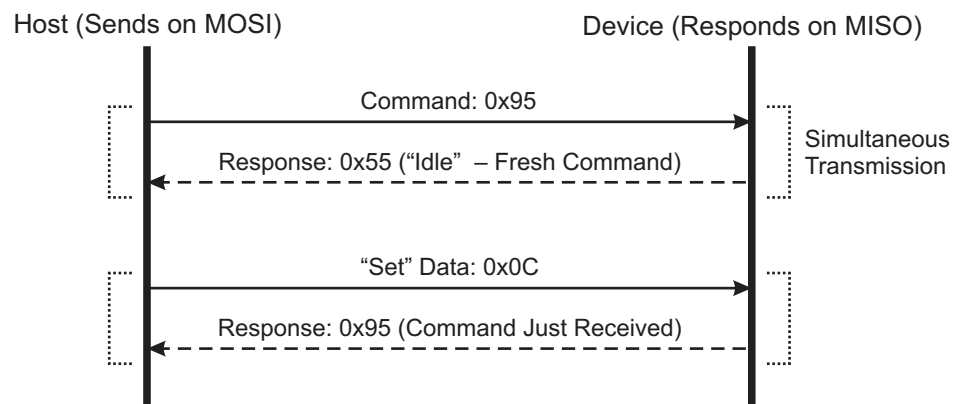 Host (Sends on MOSI)
Device (Responds on MISO)
Command: 0x95
Response: 0x55 (“Idle” – Fresh Command)
Simultaneous
Transmission
“Set” Data: 0x0C
Response: 0x95 (Command Just Received)